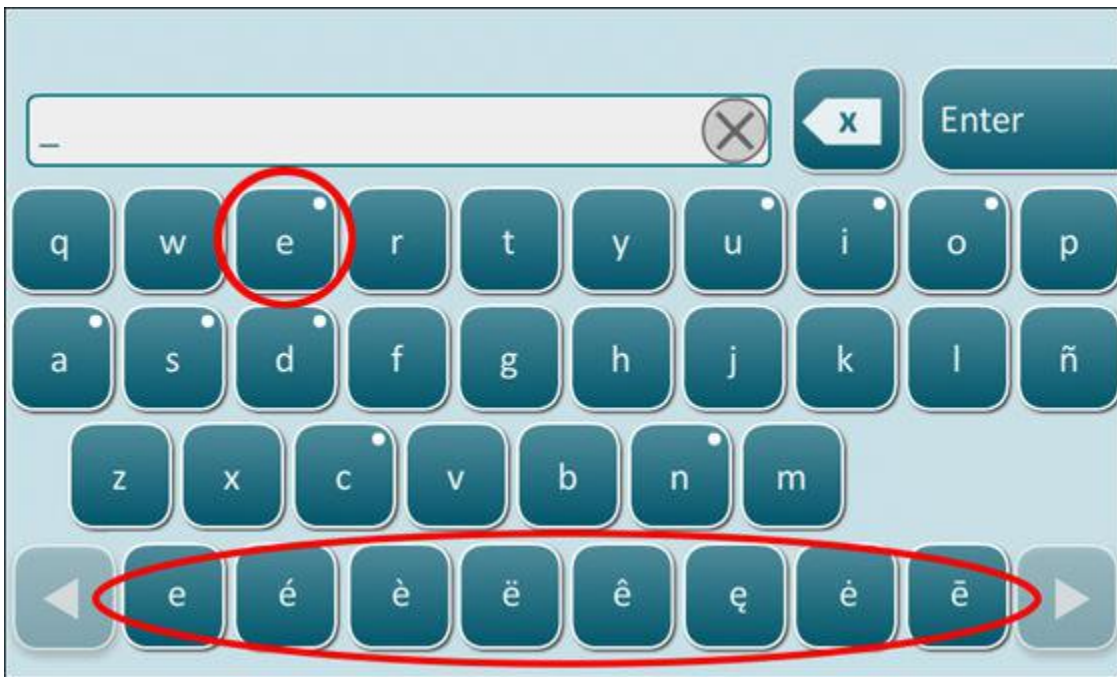 _
x
Enter
q w e r t y u i o p
a s d f g h j k l ñ
z x c v b n m
e é è ë ê ę ė ē